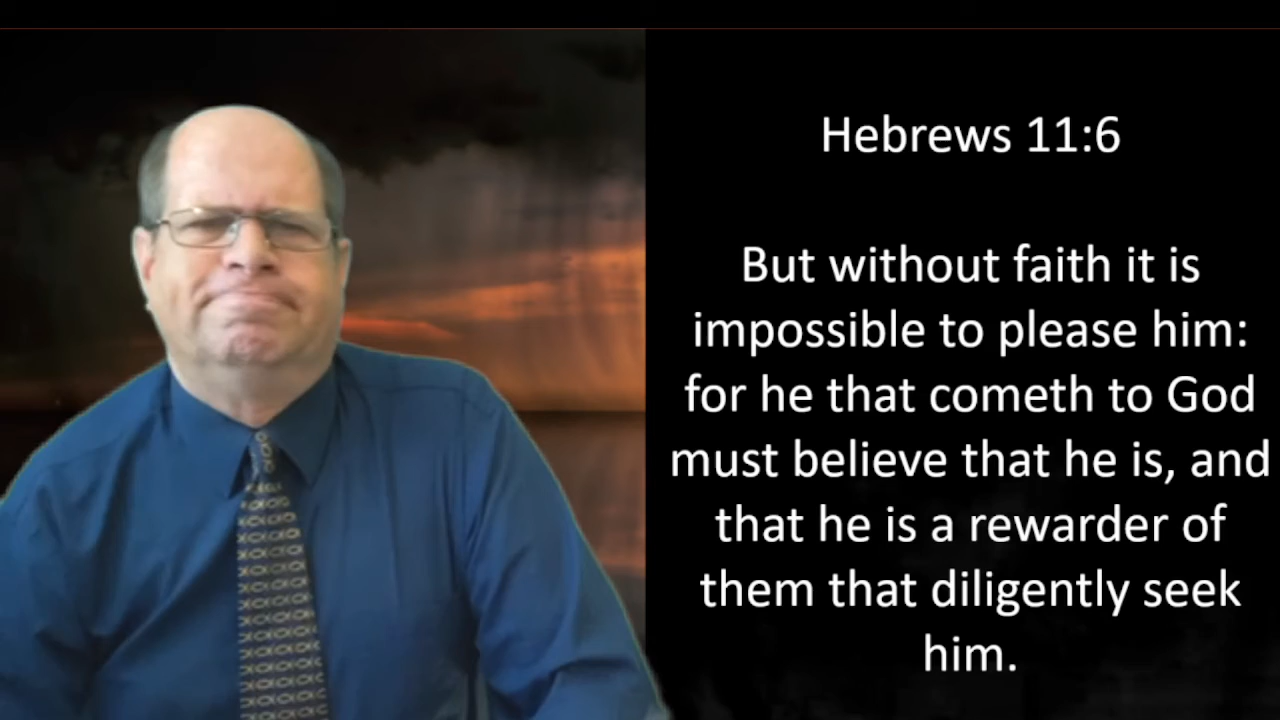 Hebrews 11:6
But without faith it is
impossible to please him:
for he that cometh to God
must believe that he is, and
that he is a rewarder of
them that diligently seek
him.